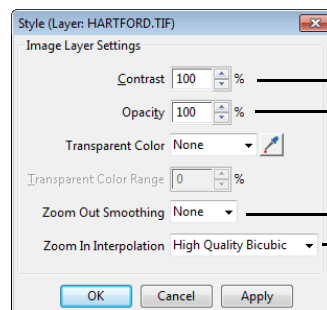 Style (Layer: HARTFORD.TIF)
Image Layer Settings
Contrast 100 %
Opacity 100 %
Transparent Color None
Transparent Color Range 0 %
Zoom Out Smoothing None
Zoom In Interpolation High Quality Bicubic
OK Cancel Apply